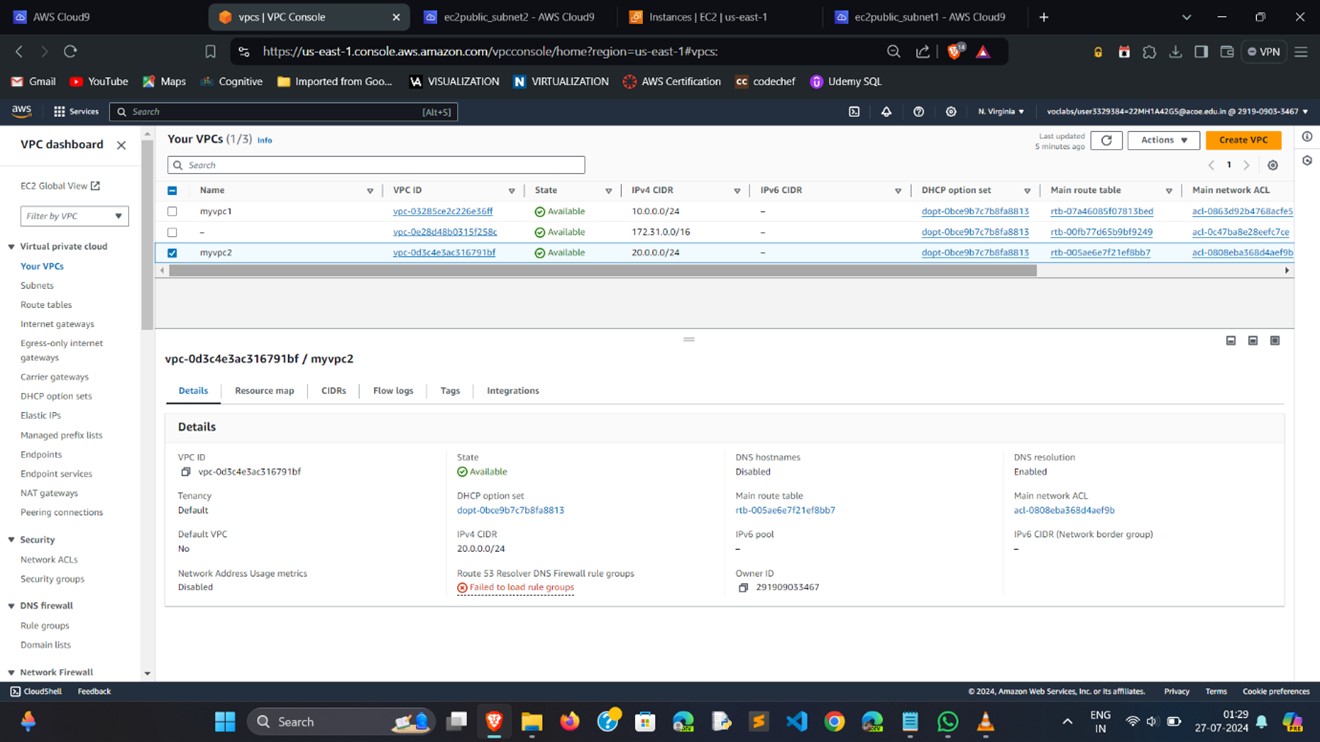 AWS Cloud9
vpcs | VPC Console
ec2public_subnet2 - AWS Cloud9
Instances | EC2 | us-east-1
ec2public_subnet1 - AWS Cloud9
https://us-east-1.console.aws.amazon.com/vpcconsole/home?region=us-east-1#vpcs:
VPN
Gmail YouTube Maps Cognitive Imported from Goo... VISUALIZATION VIRTUALIZATION AWS Certification codechef Udemy SQL
aws Services Search [Alt+S] N. Virginia voclabs/user3329384=22MH1A42G5@acoe.edu.in @ 2919-0903-3467
VPC dashboard
EC2 Global View
Filter by VPC
Virtual private cloud
Your VPCs
Subnets
Route tables
Internet gateways
Egress-only internet
gateways
Carrier gateways
DHCP option sets
Elastic IPs
Managed prefix lists
Endpoints
Endpoint services
NAT gateways
Peering connections
Security
Network ACLs
Security groups
DNS firewall
Rule groups
Domain lists
Network Firewall
Your VPCs (1/3) Info
Last updated
5 minutes ago
Actions
Create VPC
Search
1
Name VPC ID State IPv4 CIDR IPv6 CIDR DHCP option set Main route table Main network ACL
myvpc1 vpc-03285ce2c226e36ff Available 10.0.0.0/24 – dopt-0bce9b7c7b8fa8813 rtb-07a46085f07813bed acl-0863d92b4768acfe5
– vpc-0e28d48b0315f258c Available 172.31.0.0/16 – dopt-0bce9b7c7b8fa8813 rtb-00fb77d65b9bf9249 acl-0c47ba8e28eefc7ce
myvpc2 vpc-0d3c4e3ac316791bf Available 20.0.0.0/24 – dopt-0bce9b7c7b8fa8813 rtb-005ae6e7f21ef8bb7 acl-0808eba368d4aef9b
vpc-0d3c4e3ac316791bf / myvpc2
Details Resource map CIDRs Flow logs Tags Integrations
Details
VPC ID
vpc-0d3c4e3ac316791bf
State
Available
DNS hostnames
Disabled
DNS resolution
Enabled
Tenancy
Default
DHCP option set
dopt-0bce9b7c7b8fa8813
Main route table
rtb-005ae6e7f21ef8bb7
Main network ACL
acl-0808eba368d4aef9b
Default VPC
No
IPv4 CIDR
20.0.0.0/24
IPv6 pool
–
IPv6 CIDR (Network border group)
–
Network Address Usage metrics
Disabled
Route 53 Resolver DNS Firewall rule groups
Failed to load rule groups
Owner ID
291909033467
CloudShell Feedback © 2024, Amazon Web Services, Inc. or its affiliates. Privacy Terms Cookie preferences
Search
ENG
IN
01:29
27-07-2024